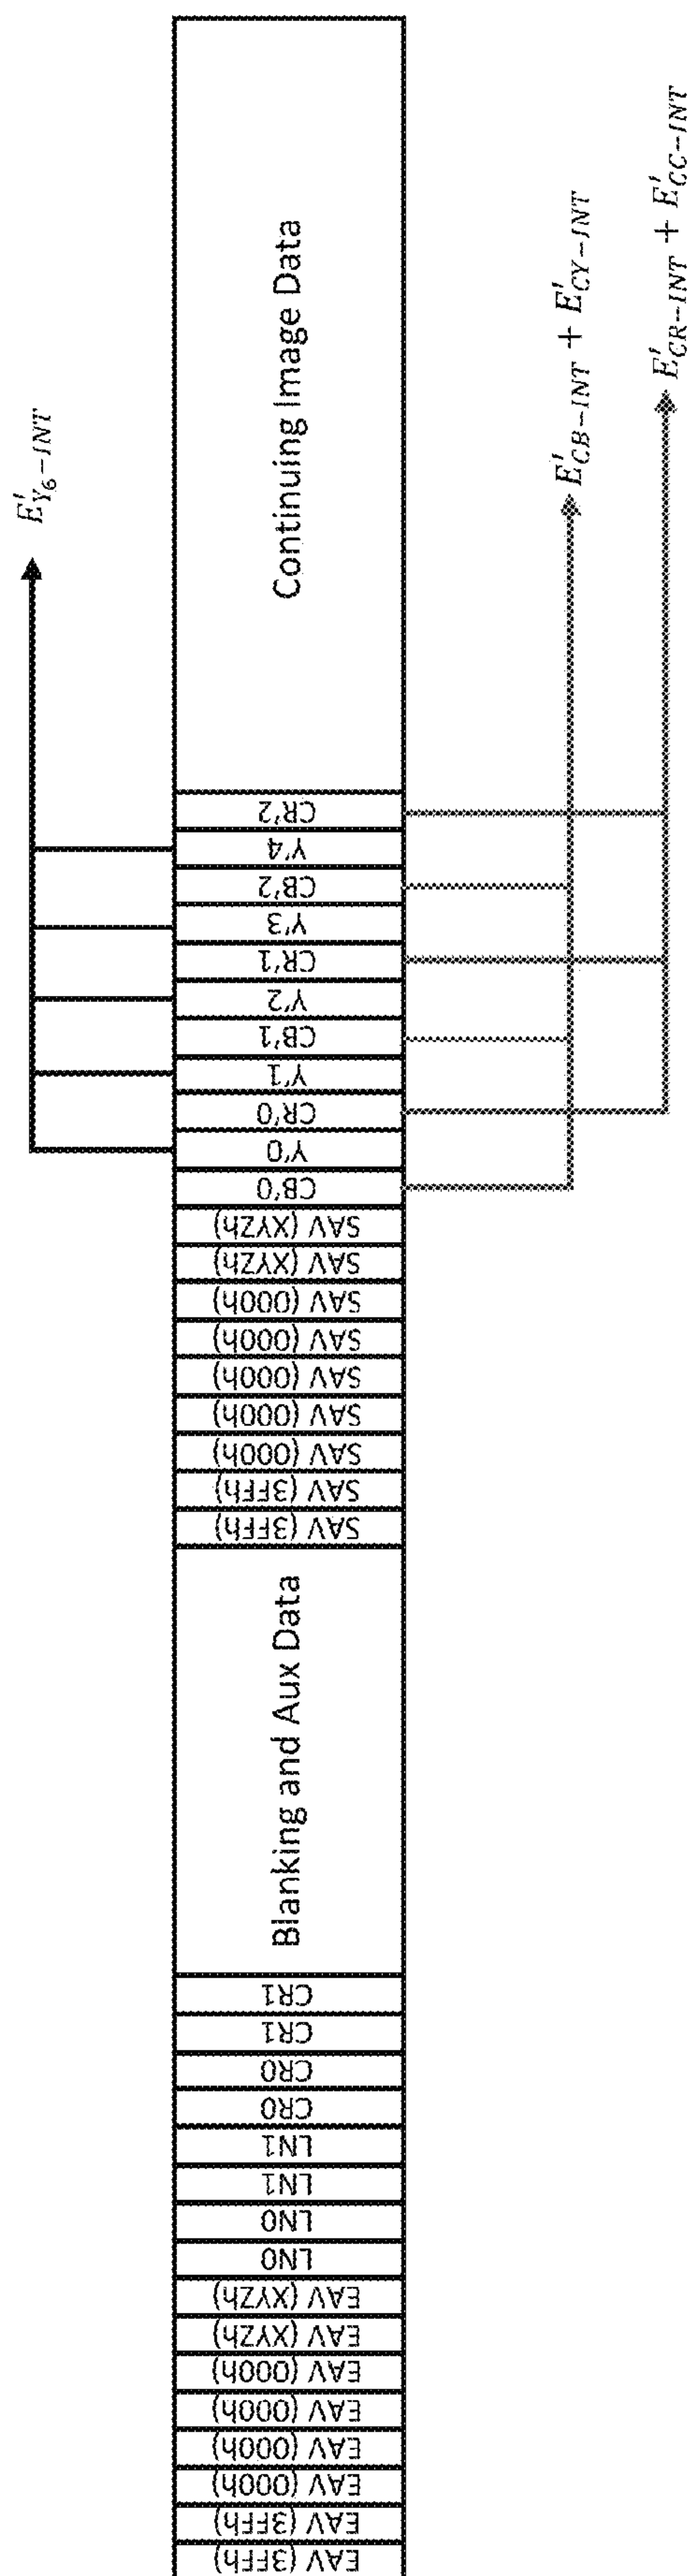 E'Y₆−INT
EAV (3FFh)
EAV (3FFh)
EAV (000h)
EAV (000h)
EAV (000h)
EAV (000h)
EAV (XYZh)
EAV (XYZh)
LN0
LN0
LN1
LN1
CR0
CR0
CR1
CR1
Blanking and Aux Data
SAV (3FFh)
SAV (3FFh)
SAV (000h)
SAV (000h)
SAV (000h)
SAV (000h)
SAV (000h)
SAV (XYZh)
SAV (XYZh)
CB'0
Y'0
CR'0
Y'1
CB'1
Y'2
CR'1
Y'3
CB'2
Y'4
CR'2
Continuing Image Data
E'CB−INT + E'CY−INT
E'CR−INT + E'CC−INT